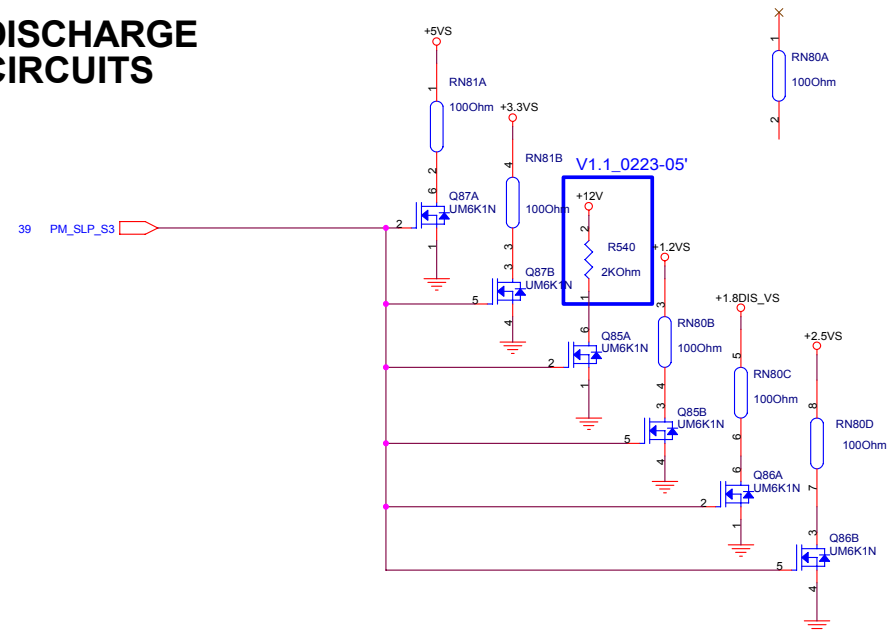 DISCHARGE
CIRCUITS
+5VS
1
RN81A
100Ohm
2
6
Q87A
UM6K1N
2
1
39 PM_SLP_S3
+3.3VS
4
RN81B
100Ohm
3
3
Q87B
UM6K1N
5
4
V1.1_0223-05'
+12V
2
R540
2KOhm
1
6
Q85A
UM6K1N
2
1
+1.2VS
3
RN80B
100Ohm
4
3
Q85B
UM6K1N
5
4
+1.8DIS_VS
5
RN80C
100Ohm
6
6
Q86A
UM6K1N
2
1
+2.5VS
8
RN80D
100Ohm
7
3
Q86B
UM6K1N
5
4
1
RN80A
100Ohm
2